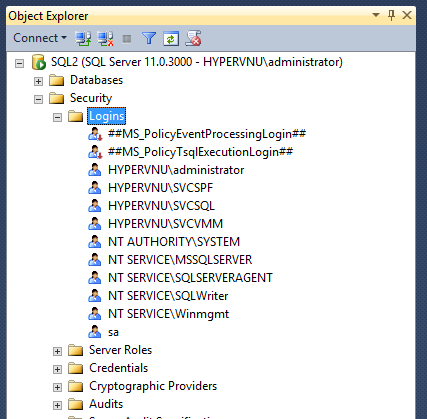 Object Explorer
Connect
SQL2 (SQL Server 11.0.3000 - HYPERVNU\administrator)
Databases
Security
Logins
##MS_PolicyEventProcessingLogin##
##MS_PolicyTsqlExecutionLogin##
HYPERVNU\administrator
HYPERVNU\SVCSPF
HYPERVNU\SVCSQL
HYPERVNU\SVCVMM
NT AUTHORITY\SYSTEM
NT SERVICE\MSSQLSERVER
NT SERVICE\SQLSERVERAGENT
NT SERVICE\SQLWriter
NT SERVICE\Winmgmt
sa
Server Roles
Credentials
Cryptographic Providers
Audits